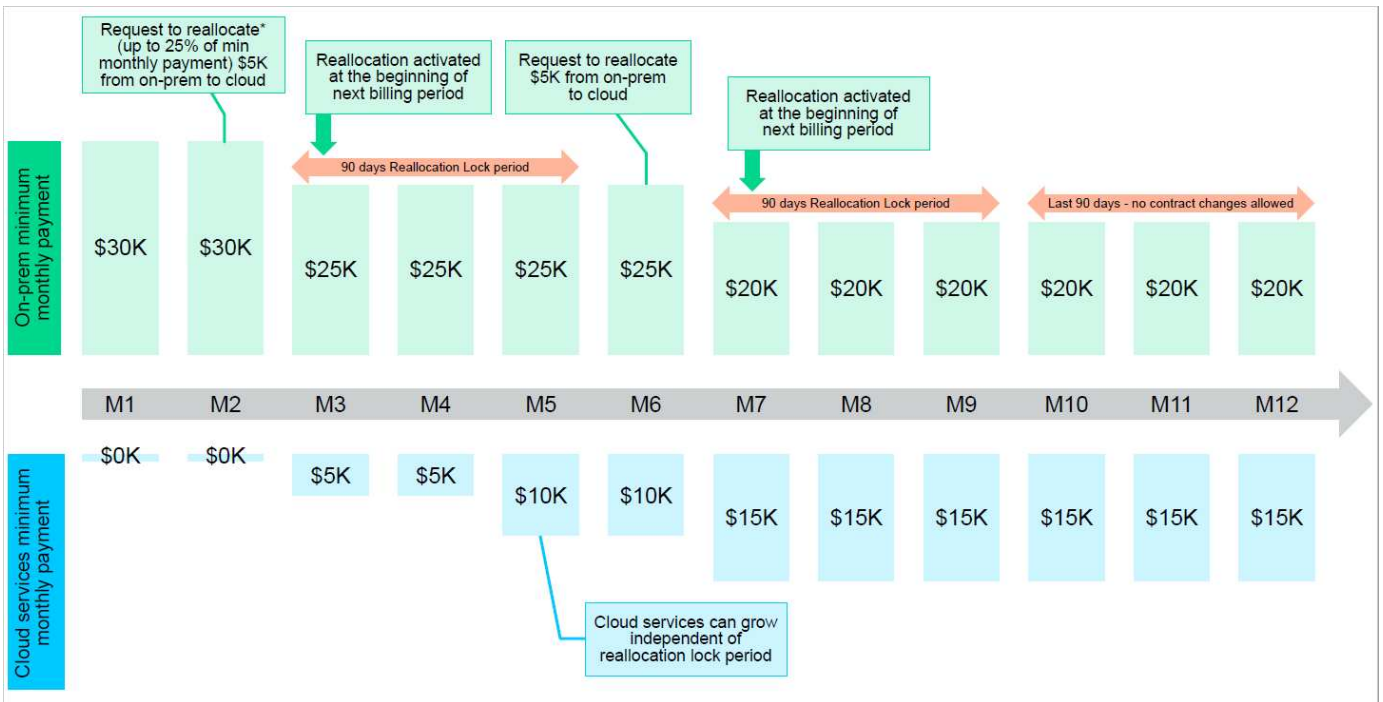 Request to reallocate*
(up to 25% of min
monthly payment) $5K
from on-prem to cloud
Reallocation activated
at the beginning of
next billing period
Request to reallocate
$5K from on-prem
to cloud
Reallocation activated
at the beginning of
next billing period
90 days Reallocation Lock period
90 days Reallocation Lock period
Last 90 days - no contract changes allowed
On-prem minimum
monthly payment
$30K
$30K
$25K
$25K
$25K
$25K
$20K
$20K
$20K
$20K
$20K
$20K
M1
M2
M3
M4
M5
M6
M7
M8
M9
M10
M11
M12
Cloud services minimum
monthly payment
$0K
$0K
$5K
$5K
$10K
$10K
$15K
$15K
$15K
$15K
$15K
$15K
Cloud services can grow
independent of
reallocation lock period